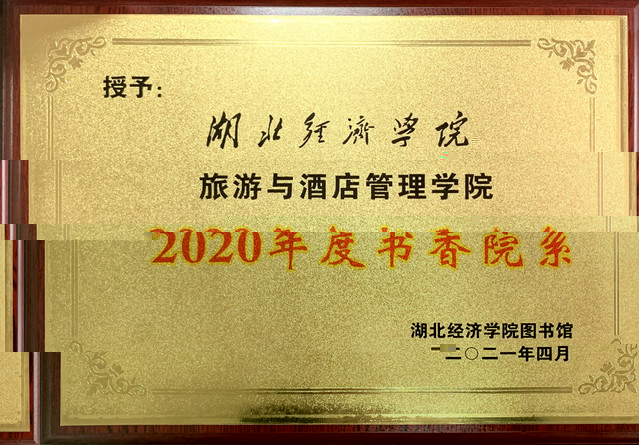 授予：
湖北经济学院
旅游与酒店管理学院
2020年度书香院系
湖北经济学院图书馆
二〇二一年四月